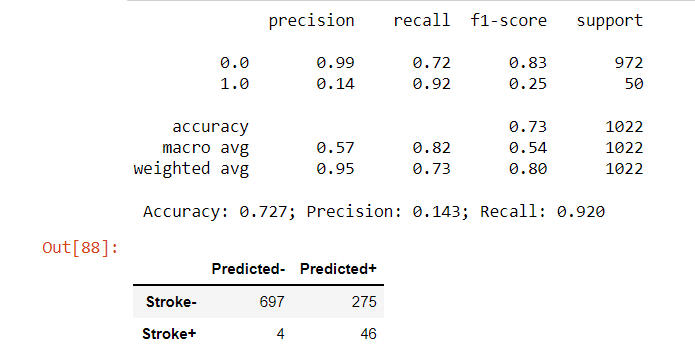 precision recall f1-score support
0.0 0.99 0.72 0.83 972
1.0 0.14 0.92 0.25 50
accuracy 0.73 1022
macro avg 0.57 0.82 0.54 1022
weighted avg 0.95 0.73 0.80 1022
Accuracy: 0.727; Precision: 0.143; Recall: 0.920
Out[88]:
Predicted- Predicted+
Stroke- 697 275
Stroke+ 4 46